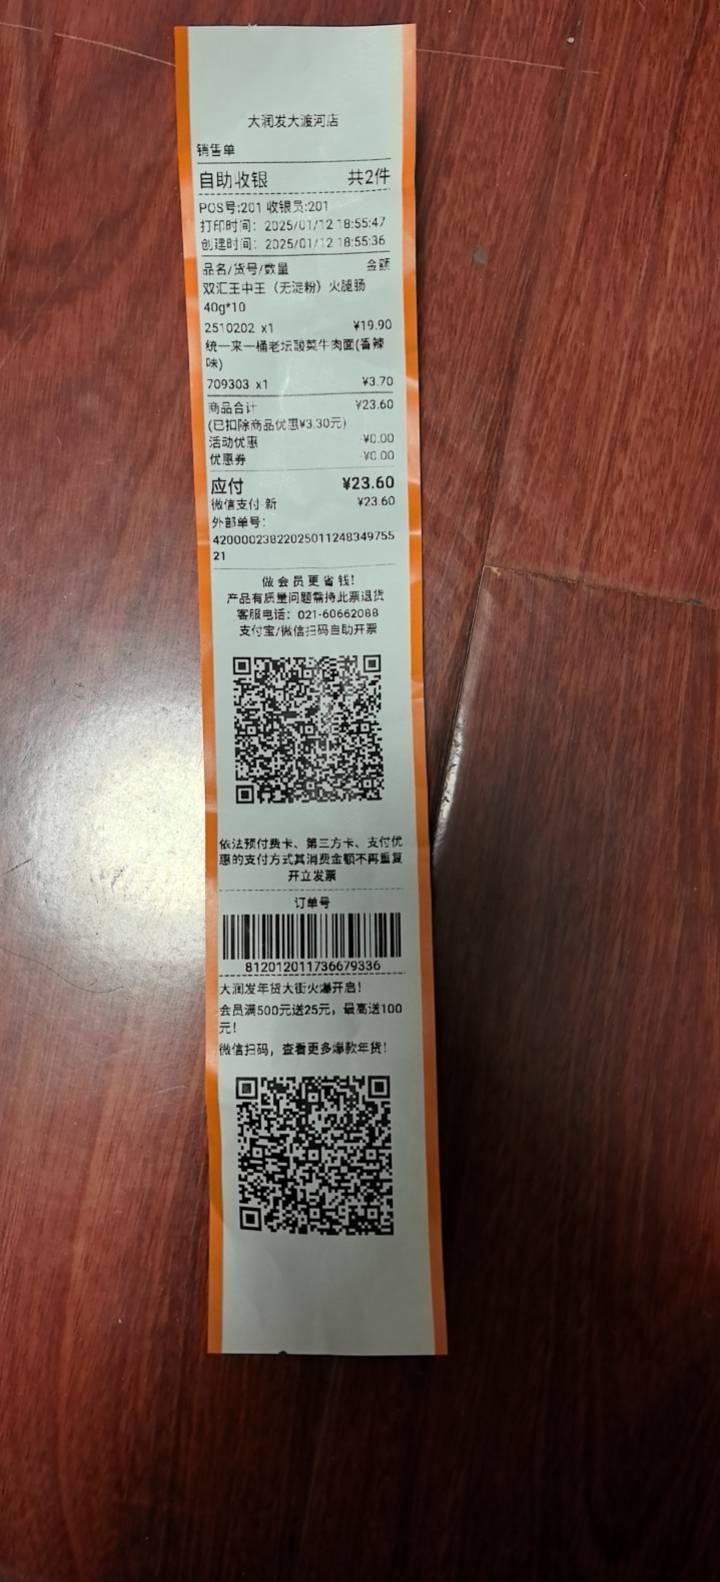 大润发大渡河店
销售单
自助收银 共2件
POS号:201 收银员:201
打印时间: 2025/01/12 18:55:47
创建时间: 2025/01/12 18:55:36
品名/货号/数量 金额
双汇王中王（无淀粉）火腿肠
40g*10
2510202 x1 ¥19.90
统一来一桶老坛酸菜牛肉面(香辣
味)
709303 x1 ¥3.70
商品合计 ¥23.60
(已扣除商品优惠¥3.30元)
活动优惠 -¥0.00
优惠券 -¥0.00
应付 ¥23.60
微信支付-新 ¥23.60
外部单号:
42000023822025011248349755
21
做会员更省钱!
产品有质量问题需持此票退货
客服电话: 021-60662088
支付宝/微信扫码自助开票
依法预付费卡、第三方卡、支付优
惠的支付方式其消费金额不再重复
开立发票
订单号
812012011736679336
大润发年货大街火爆开启!
会员满500元送25元, 最高送100
元!
微信扫码, 查看更多爆款年货!